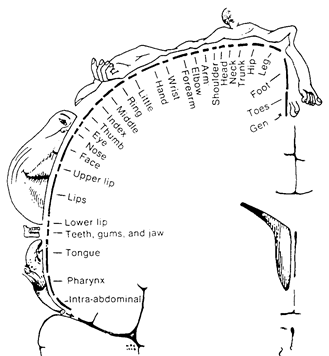 Leg
Hip
Trunk
Neck
Head
Shoulder
Arm
Elbow
Forearm
Wrist
Hand
Little
Ring
Middle
Index
Thumb
Eye
Nose
Face
Upper lip
Lips
Lower lip
Teeth, gums, and jaw
Tongue
Pharynx
Intra-abdominal
Foot
Toes
Gen